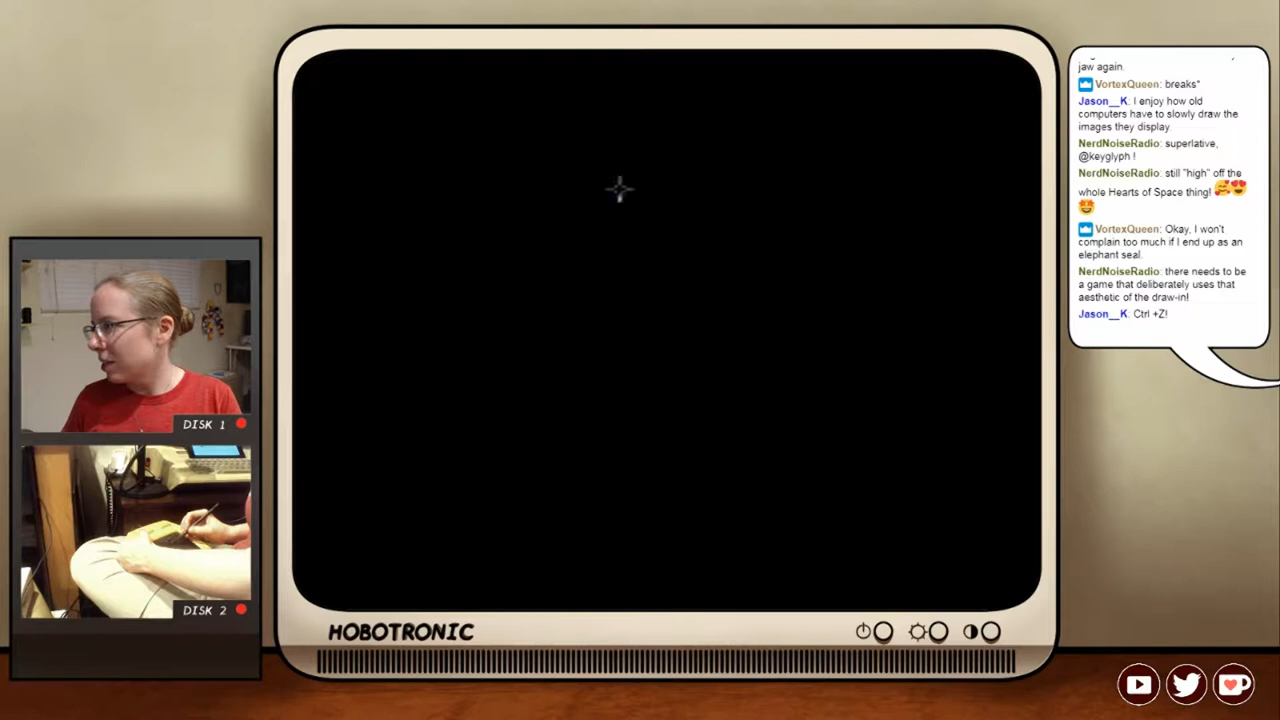 jaw again.
VortexQueen: breaks*
Jason__K: I enjoy how old
computers have to slowly draw the
images they display.
NerdNoiseRadio: superlative,
@keyglyph !
NerdNoiseRadio: still "high" off the
whole Hearts of Space thing! 🥰😍
🤩
VortexQueen: Okay, I won't
complain too much if I end up as an
elephant seal.
NerdNoiseRadio: there needs to be
a game that deliberately uses that
aesthetic of the draw-in!
Jason__K: Ctrl +Z!
DISK 1
DISK 2
HOBOTRONIC